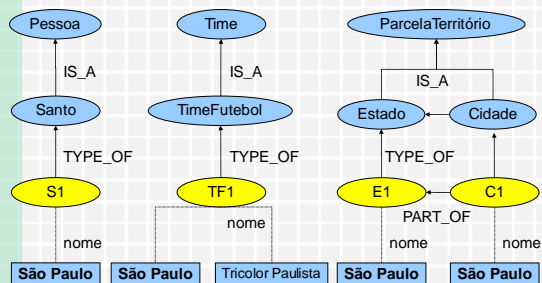 Pessoa
Time
ParcelaTerritório
IS_A
IS_A
IS_A
Santo
TimeFutebol
Estado
Cidade
TYPE_OF
TYPE_OF
TYPE_OF
S1
TF1
E1
C1
PART_OF
nome
nome
nome
nome
São Paulo
São Paulo
Tricolor Paulista
São Paulo
São Paulo